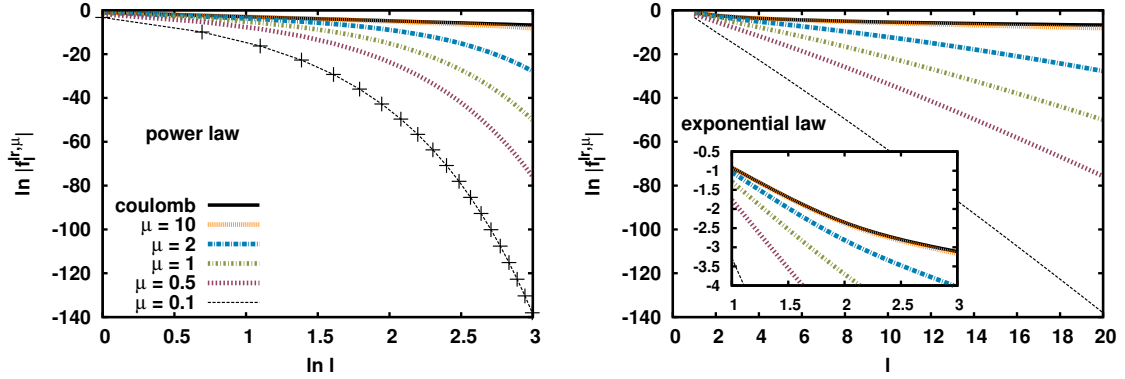 0
-20
-40
-60
-80
-100
-120
-140
0 0.5 1 1.5 2 2.5 3
ln |f_l^{lr,μ}|
ln l
power law
coulomb
μ = 10
μ = 2
μ = 1
μ = 0.5
μ = 0.1
0
-20
-40
-60
-80
-100
-120
-140
0 2 4 6 8 10 12 14 16 18 20
ln |f_l^{lr,μ}|
l
exponential law
-0.5
-1
-1.5
-2
-2.5
-3
-3.5
-4
1 1.5 2 2.5 3